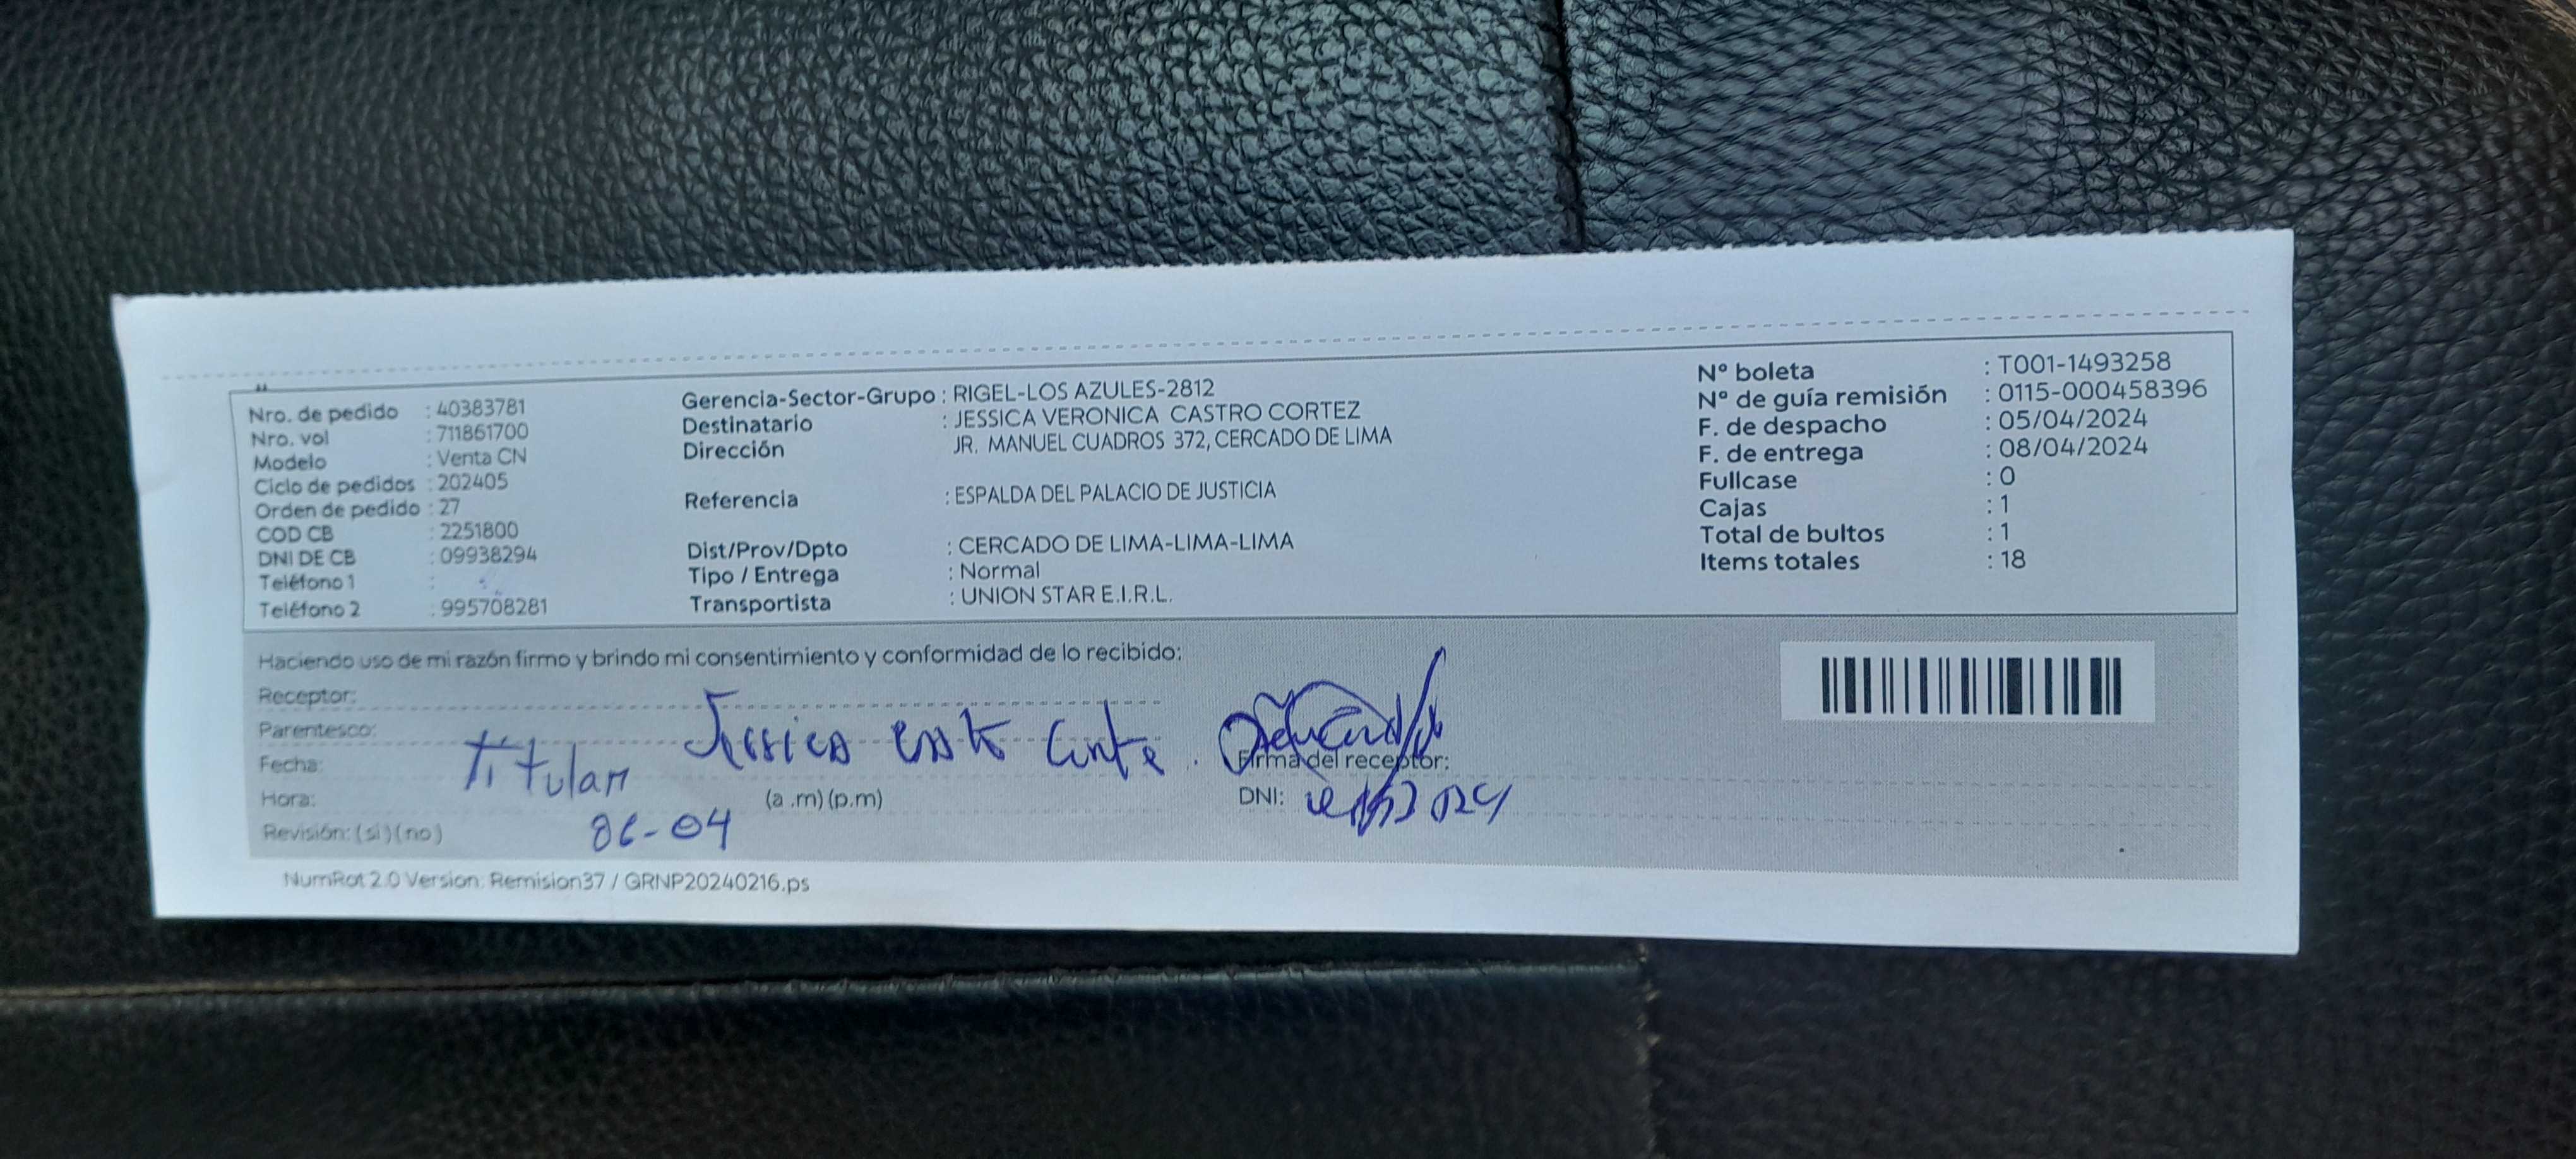 Nro. de pedido : 40383781
Nro. vol : 711861700
Modelo : Venta CN
Ciclo de pedidos : 202405
Orden de pedido : 27
COD CB : 2251800
DNI DE CB : 09938294
Teléfono 1 :
Teléfono 2 : 995708281
Gerencia-Sector-Grupo : RIGEL-LOS AZULES-2812
Destinatario : JESSICA VERONICA CASTRO CORTEZ
Dirección JR. MANUEL CUADROS 372, CERCADO DE LIMA
Referencia : ESPALDA DEL PALACIO DE JUSTICIA
Dist/Prov/Dpto : CERCADO DE LIMA-LIMA-LIMA
Tipo / Entrega : Normal
Transportista : UNION STAR E.I.R.L.
N° boleta : T001-1493258
N° de guía remisión : 0115-000458396
F. de despacho : 05/04/2024
F. de entrega : 08/04/2024
Fullcase : 0
Cajas : 1
Total de bultos : 1
Items totales : 18
Haciendo uso de mi razón firmo y brindo mi consentimiento y conformidad de lo recibido:
Receptor:
Parentesco: Jessica
Fecha: Titular
Firma del receptor:
Hora: (a .m) (p.m)
DNI:
Revisión: ( si ) ( no ) 06-04
NumRot 2.0 Version: Remision37 / GRNP20240216.ps